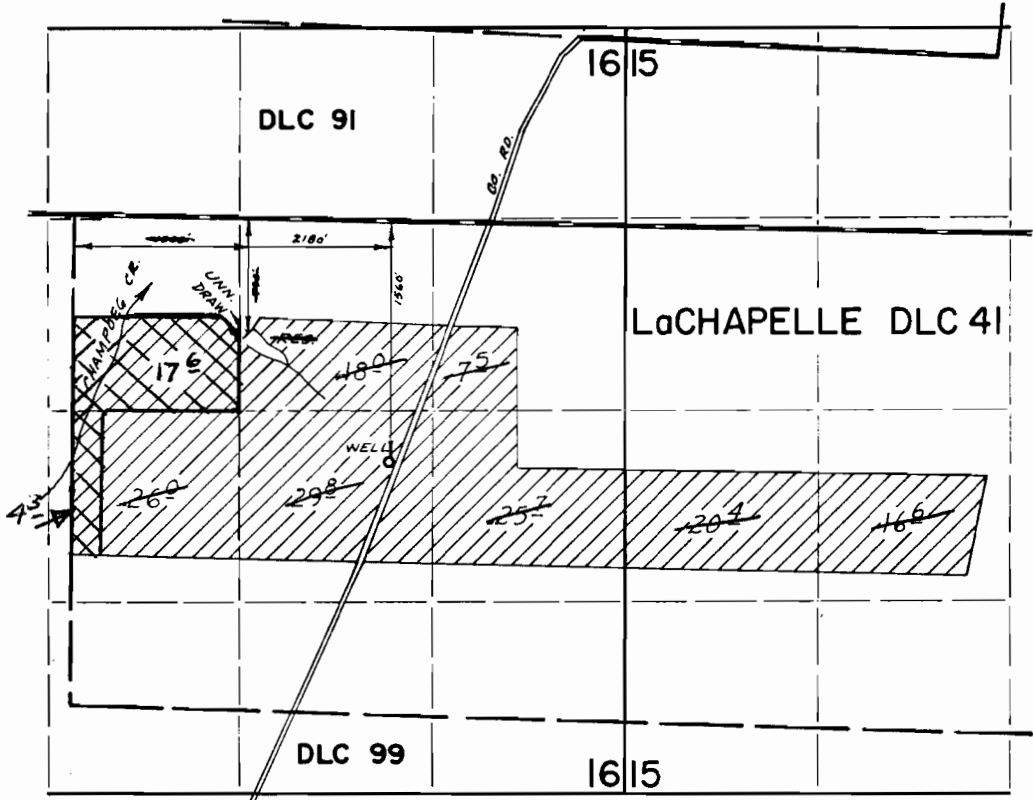 16 15
DLC 91
CO. RD.
2180'
1560'
CHAMPOEG CR.
UNN.
DRAW
RES.
LaCHAPELLE DLC 41
17 6
18 0
7 5
WELL
4 3
26 0
29 8
25 7
20 4
16 6
DLC 99
16 15